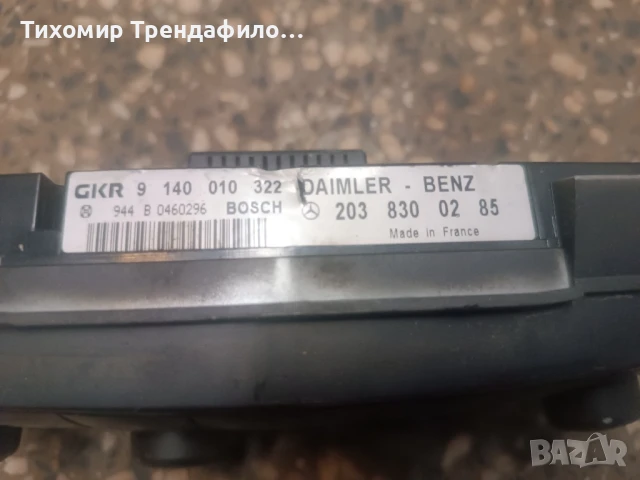 Тихомир Трендафило...
GKR 9 140 010 322 DAIMLER - BENZ
944 B 0460296 BOSCH 203 830 02 85
Made in France
BAZAR